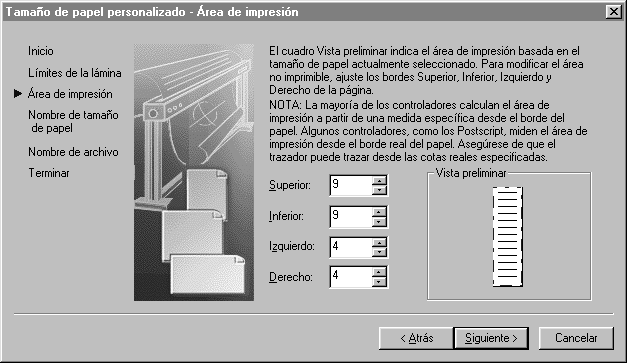 Tamaño de papel personalizado - Área de impresión
Inicio
Límites de la lámina
Área de impresión
Nombre de tamaño
de papel
Nombre de archivo
Terminar
El cuadro Vista preliminar indica el área de impresión basada en el
tamaño de papel actualmente seleccionado. Para modificar el área
no imprimible, ajuste los bordes Superior, Inferior, Izquierdo y
Derecho de la página.
NOTA: La mayoría de los controladores calculan el área de
impresión a partir de una medida específica desde el borde del
papel. Algunos controladores, como los Postscript, miden el área de
impresión desde el borde real del papel. Asegúrese de que el
trazador puede trazar desde las cotas reales especificadas.
Superior: 9
Inferior: 9
Izquierdo: 4
Derecho: 4
Vista preliminar
< Atrás
Siguiente >
Cancelar